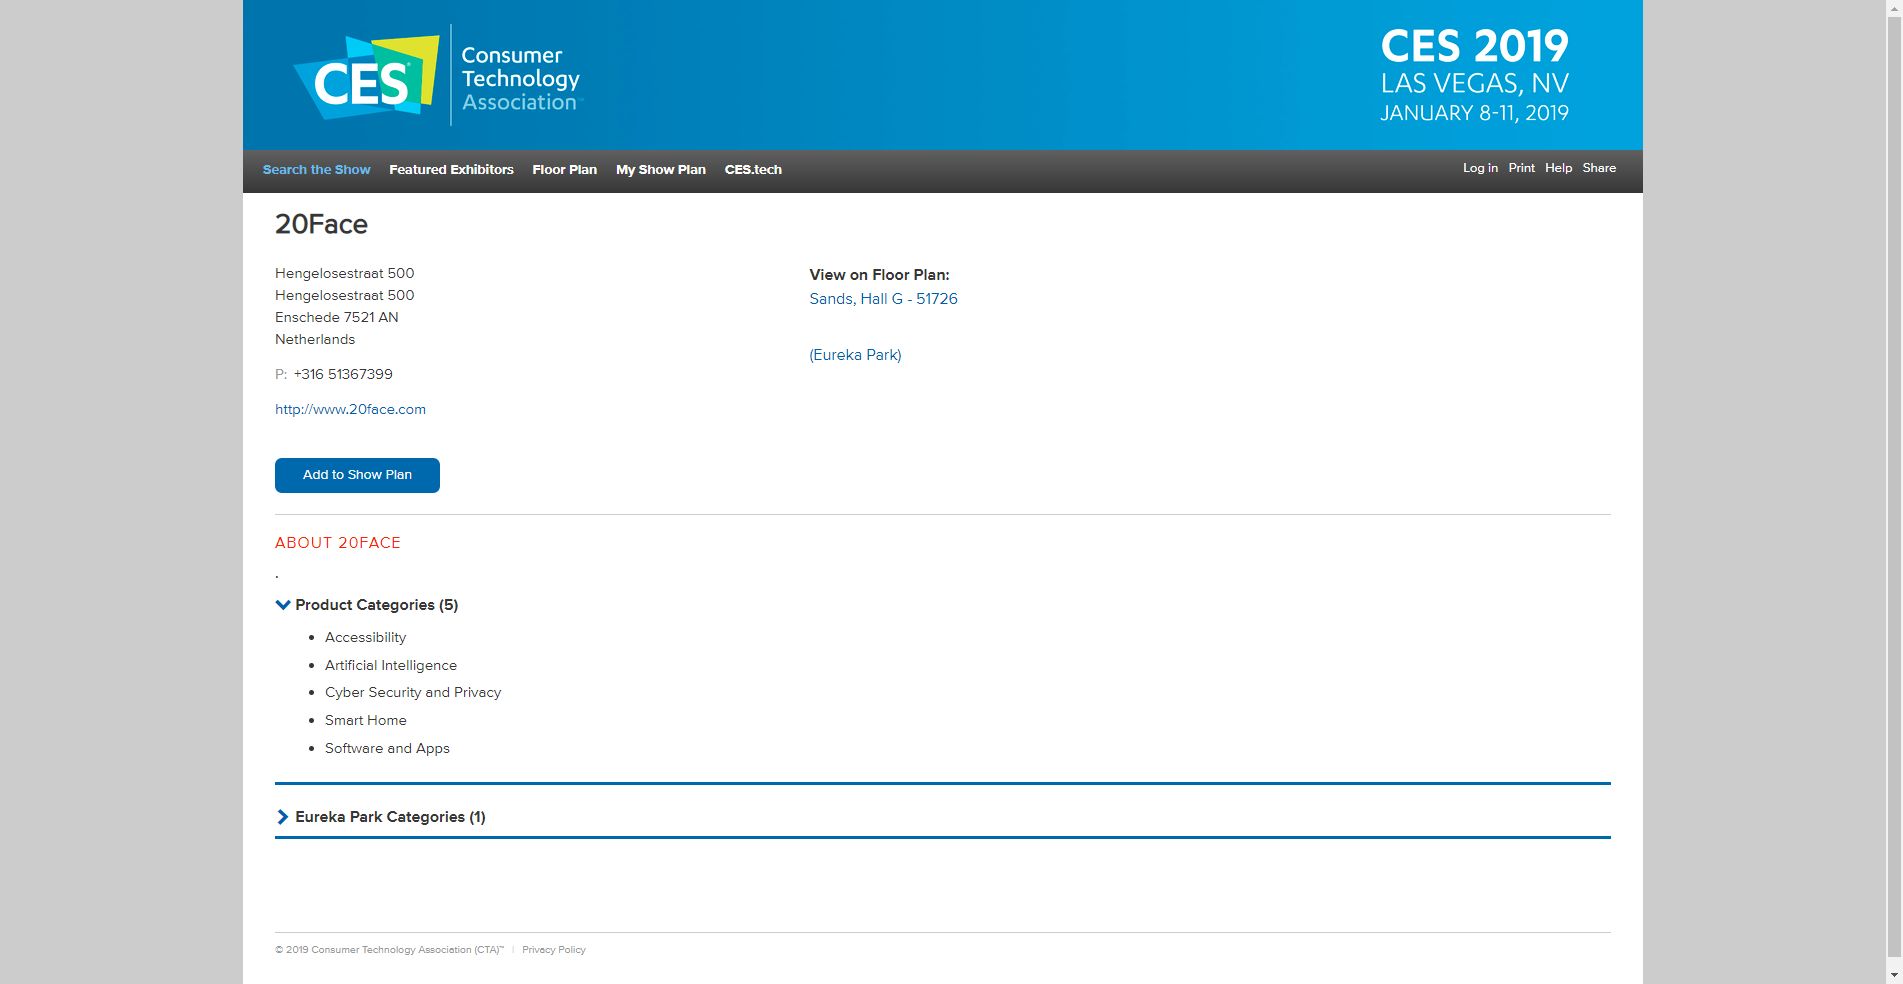 CES
Consumer
Technology
Association™
CES 2019
LAS VEGAS, NV
JANUARY 8-11, 2019
Search the Show Featured Exhibitors Floor Plan My Show Plan CES.tech Log in Print Help Share
20Face
Hengelosestraat 500
Hengelosestraat 500
Enschede 7521 AN
Netherlands
P: +316 51367399
http://www.20face.com
View on Floor Plan:
Sands, Hall G - 51726
(Eureka Park)
Add to Show Plan
ABOUT 20FACE
.
Product Categories (5)
• Accessibility
• Artificial Intelligence
• Cyber Security and Privacy
• Smart Home
• Software and Apps
Eureka Park Categories (1)
© 2019 Consumer Technology Association (CTA)™ | Privacy Policy